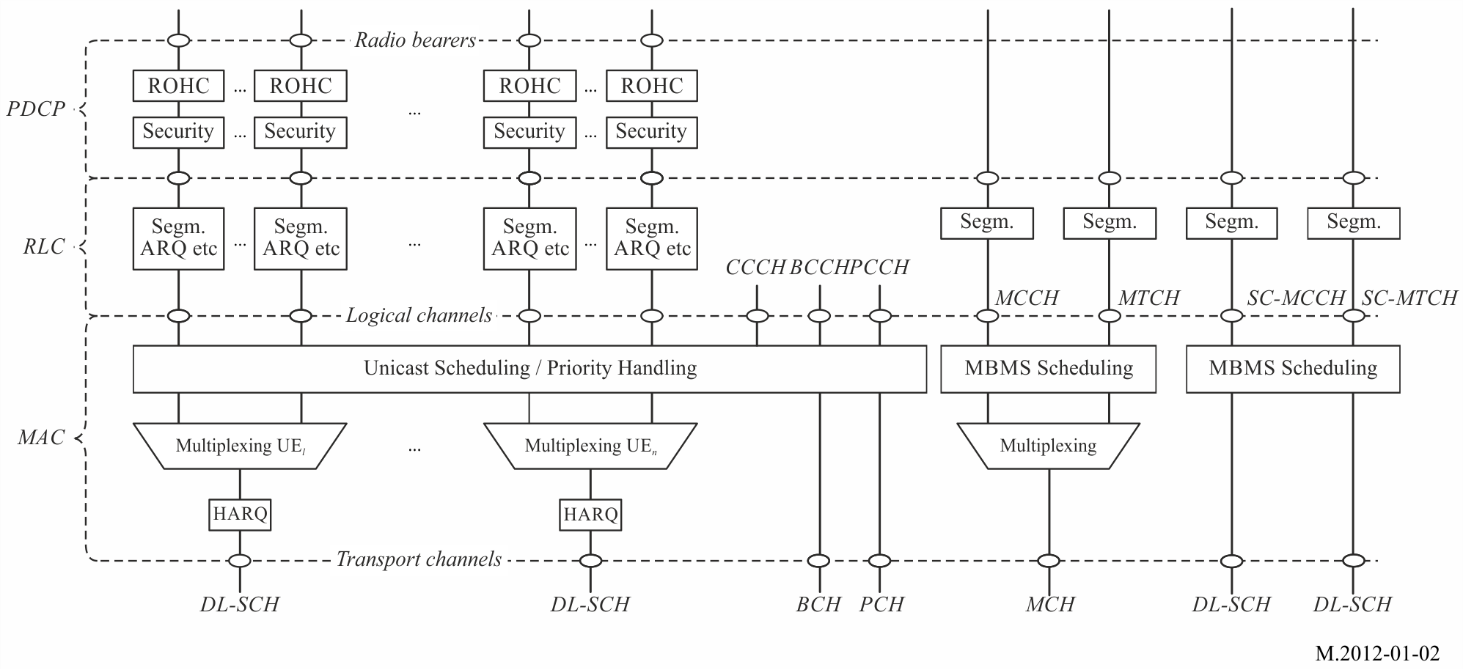 Radio bearers
PDCP
ROHC ... ROHC ... ROHC ... ROHC
Security ... Security Security ... Security
RLC
Segm. ARQ etc ... Segm. ARQ etc ... Segm. ARQ etc ... Segm. ARQ etc
Segm. Segm. Segm. Segm.
CCCH BCCH PCCH
MCCH MTCH SC-MCCH SC-MTCH
Logical channels
MAC
Unicast Scheduling / Priority Handling
MBMS Scheduling
MBMS Scheduling
Multiplexing UE1 ... Multiplexing UEn
Multiplexing
HARQ HARQ
Transport channels
DL-SCH DL-SCH BCH PCH MCH DL-SCH DL-SCH
M.2012-01-02